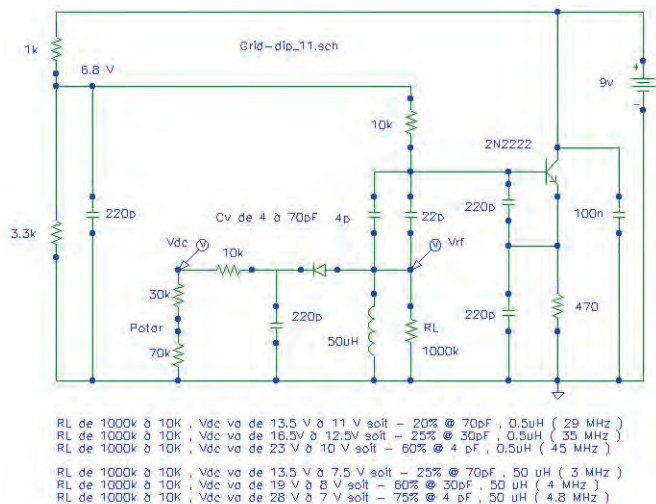 Grid-dip_11.sch
1k
6.8 V
9v
10k
2N2222
3.3k
220p
Cv de 4 à 70pF
4p
22p
220p
100n
Vdc
V
10k
V
Vrf
30k
Potar
70k
220p
50uH
RL
1000k
220p
470
RL de 1000k à 10K , Vdc va de 13.5 V à 11 V soit - 20% @ 70pF , 0.5uH ( 29 MHz )
RL de 1000k à 10K , Vdc va de 16.5V à 12.5V soit - 25% @ 30pF , 0.5uH ( 35 MHz )
RL de 1000k à 10K , Vdc va de 23 V à 10 V soit - 60% @ 4 pF , 0.5uH ( 45 MHz )
RL de 1000k à 10K , Vdc va de 13.5 V à 7.5 V soit - 25% @ 70pF , 50 uH ( 3 MHz )
RL de 1000k à 10K , Vdc va de 19 V à 8 V soit - 60% @ 30pF , 50 uH ( 4 MHz )
RL de 1000k à 10K , Vdc va de 28 V à 7 V soit - 75% @ 4 pF , 50 uH ( 4.8 MHz )